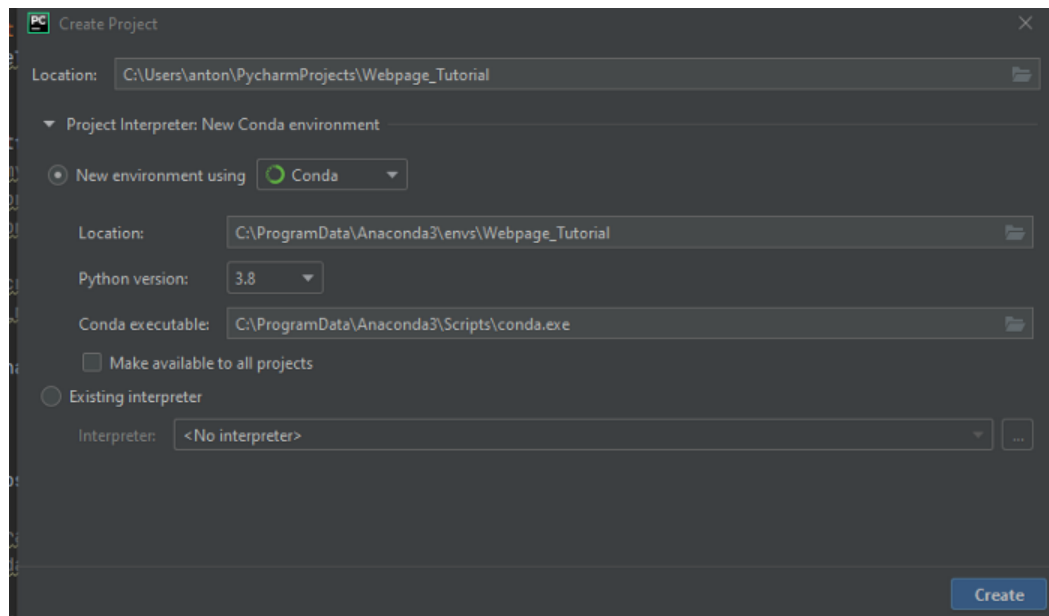 PC Create Project
Location: C:\Users\anton\PycharmProjects\Webpage_Tutorial
Project Interpreter: New Conda environment
New environment using Conda
Location: C:\ProgramData\Anaconda3\envs\Webpage_Tutorial
Python version: 3.8
Conda executable: C:\ProgramData\Anaconda3\Scripts\conda.exe
Make available to all projects
Existing interpreter
Interpreter: <No interpreter> ...
Create